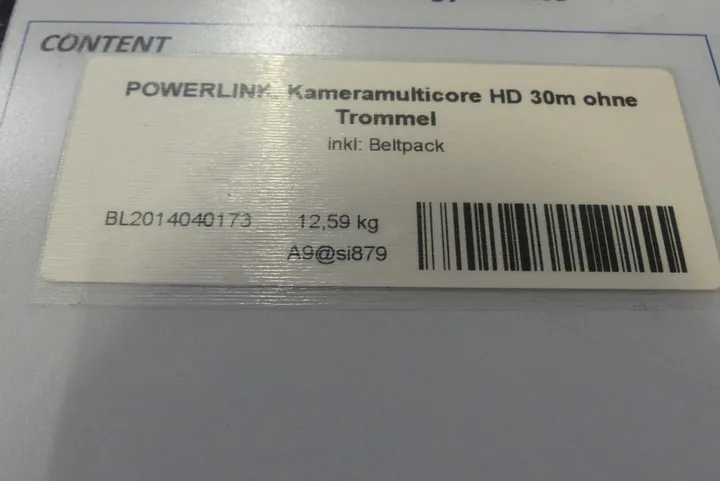 CONTENT
POWERLINK, Kameramulticore HD 30m ohne
Trommel
inkl: Beltpack
BL2014040173 12,59 kg
A9@si879